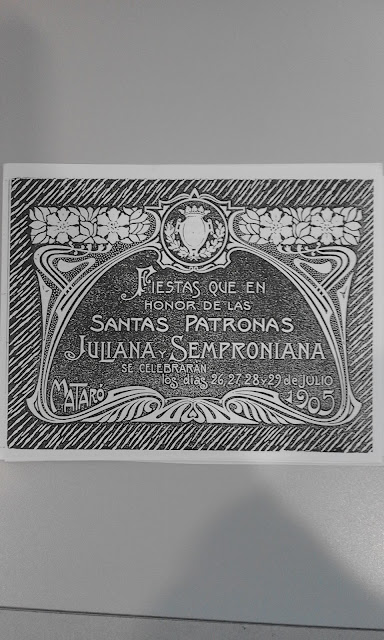 FIESTAS QUE EN
HONOR DE LAS
SANTAS PATRONAS
JULIANA Y SEMPRONIANA
SE CELEBRARAN
los días 26, 27, 28 y 29 de JULIO
MATARÓ
1905